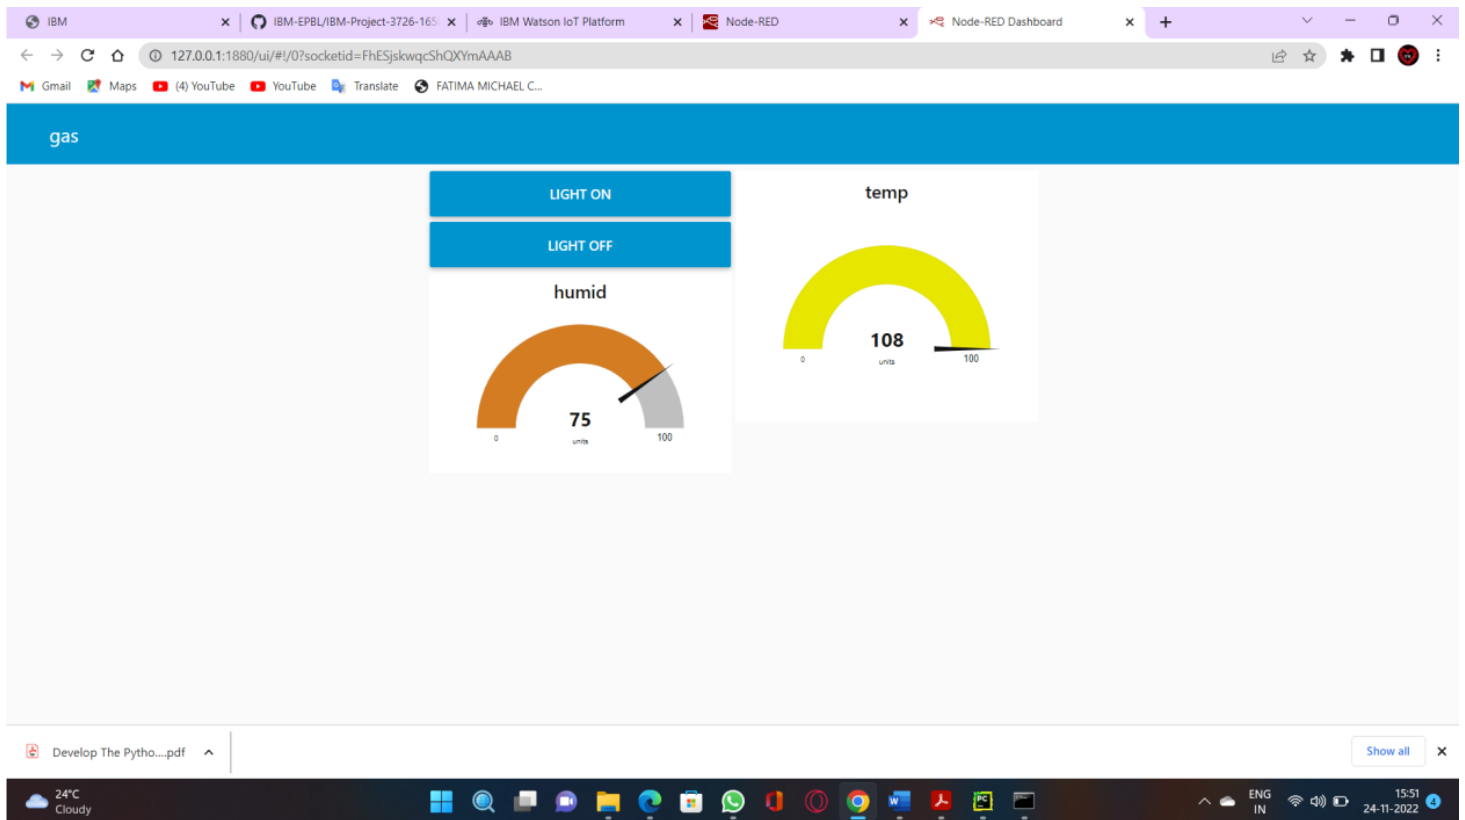 IBM
IBM-EPBL/IBM-Project-3726-165
IBM Watson IoT Platform
Node-RED
Node-RED Dashboard
127.0.0.1:1880/ui/#!/0?socketid=FhESjskwqcShQXYmAAAB
Gmail
Maps
(4) YouTube
YouTube
Translate
FATIMA MICHAEL C...
gas
LIGHT ON
LIGHT OFF
humid
75
units
0
100
temp
108
units
0
100
Develop The Pytho....pdf
Show all
24°C
Cloudy
ENG
IN
15:51
24-11-2022
4